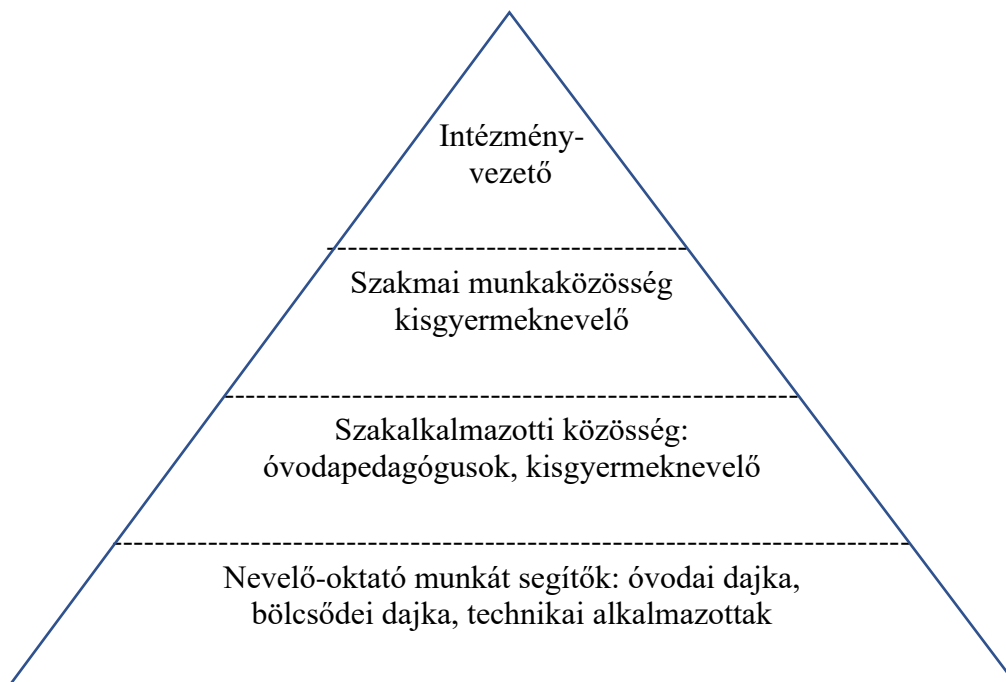 Intézmény-
vezető
Szakmai munkaközösség
kisgyermeknevelő
Szakalkalmazotti közösség:
óvodapedagógusok, kisgyermeknevelő
Nevelő-oktató munkát segítők: óvodai dajka,
bölcsődei dajka, technikai alkalmazottak